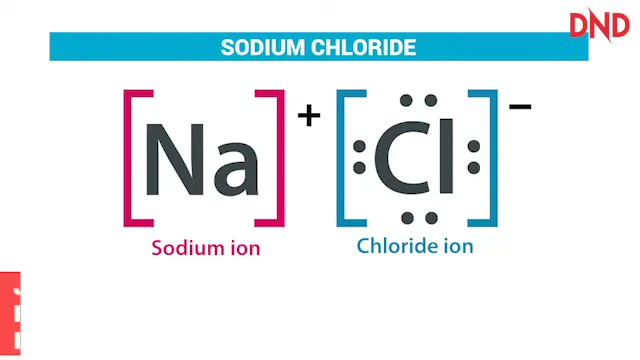 DND
SODIUM CHLORIDE
[Na]+ [:Cl:]−
Sodium ion Chloride ion